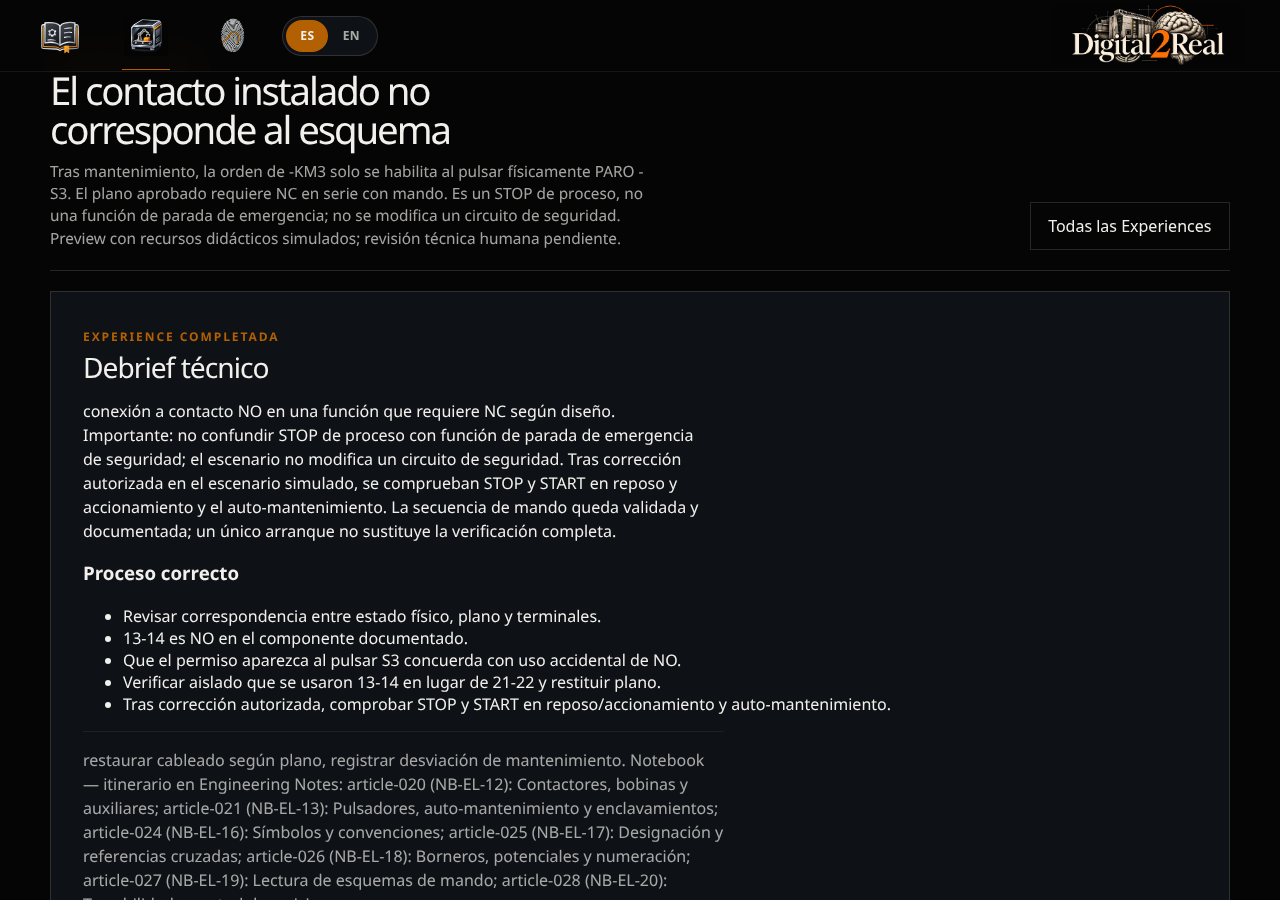 ES EN
Digital2Real
El contacto instalado no
corresponde al esquema
Tras mantenimiento, la orden de -KM3 solo se habilita al pulsar físicamente PARO -
S3. El plano aprobado requiere NC en serie con mando. Es un STOP de proceso, no
una función de parada de emergencia; no se modifica un circuito de seguridad.
Preview con recursos didácticos simulados; revisión técnica humana pendiente.
Todas las Experiences
EXPERIENCE COMPLETADA
Debrief técnico
conexión a contacto NO en una función que requiere NC según diseño.
Importante: no confundir STOP de proceso con función de parada de emergencia
de seguridad; el escenario no modifica un circuito de seguridad. Tras corrección
autorizada en el escenario simulado, se comprueban STOP y START en reposo y
accionamiento y el auto-mantenimiento. La secuencia de mando queda validada y
documentada; un único arranque no sustituye la verificación completa.
Proceso correcto
• Revisar correspondencia entre estado físico, plano y terminales.
• 13-14 es NO en el componente documentado.
• Que el permiso aparezca al pulsar S3 concuerda con uso accidental de NO.
• Verificar aislado que se usaron 13-14 en lugar de 21-22 y restituir plano.
• Tras corrección autorizada, comprobar STOP y START en reposo/accionamiento y auto-mantenimiento.
restaurar cableado según plano, registrar desviación de mantenimiento. Notebook
— itinerario en Engineering Notes: article-020 (NB-EL-12): Contactores, bobinas y
auxiliares; article-021 (NB-EL-13): Pulsadores, auto-mantenimiento y enclavamientos;
article-024 (NB-EL-16): Símbolos y convenciones; article-025 (NB-EL-17): Designación y
referencias cruzadas; article-026 (NB-EL-18): Borneros, potenciales y numeración;
article-027 (NB-EL-19): Lectura de esquemas de mando; article-028 (NB-EL-20):